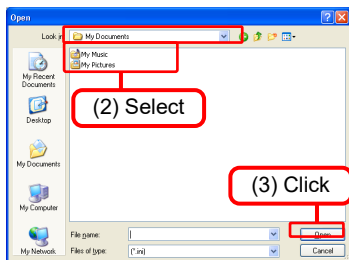 Open
Look in:
My Documents
My Music
My Pictures
My Recent
Documents
Desktop
My Documents
My Computer
My Network
(2) Select
(3) Click
File name:
Open
Files of type:
(*.ini)
Cancel